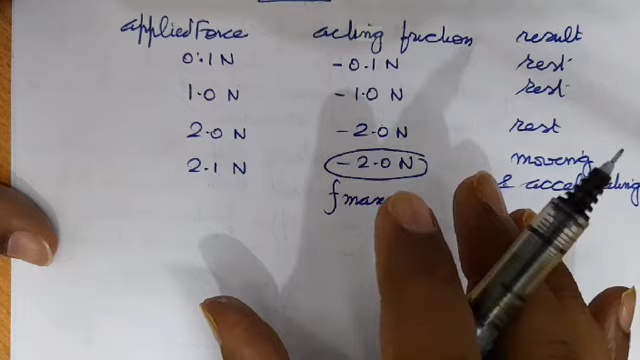 applied Force acting friction result
0.1 N -0.1 N rest
1.0 N -1.0 N rest
2.0 N -2.0 N rest
2.1 N -2.0 N moving
& accelerating
f max